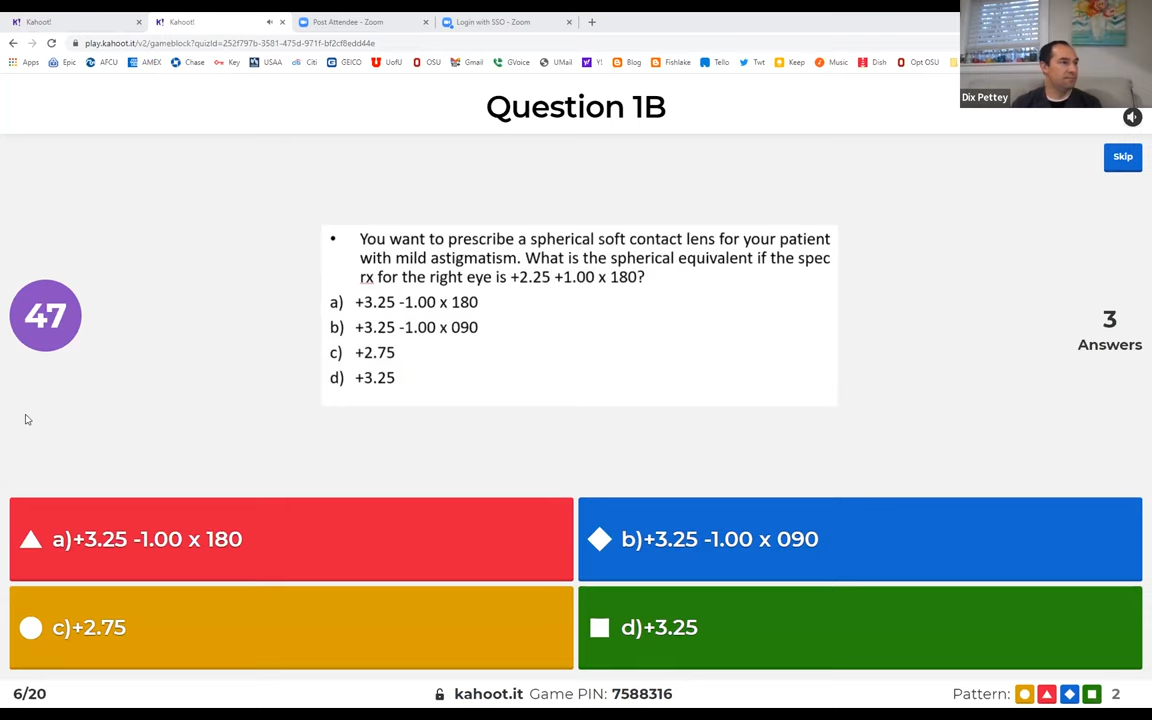 Kahoot!
Kahoot!
Post Attendee - Zoom
Login with SSO - Zoom
play.kahoot.it/v2/gameblock?quizId=252f797b-3581-475d-971f-bf2cf8edd44e
Apps Epic AFCU AMEX Chase Key USAA Citi GEICO UofU OSU Gmail GVoice UMail Y! Blog Fishlake Tello Twt Keep Music Dish Opt OSU
Dix Pettey
Question 1B
Skip
• You want to prescribe a spherical soft contact lens for your patient
with mild astigmatism. What is the spherical equivalent if the spec
rx for the right eye is +2.25 +1.00 x 180?
a) +3.25 -1.00 x 180
b) +3.25 -1.00 x 090
c) +2.75
d) +3.25
47
3
Answers
a)+3.25 -1.00 x 180
b)+3.25 -1.00 x 090
c)+2.75
d)+3.25
6/20
kahoot.it Game PIN: 7588316
Pattern: 2